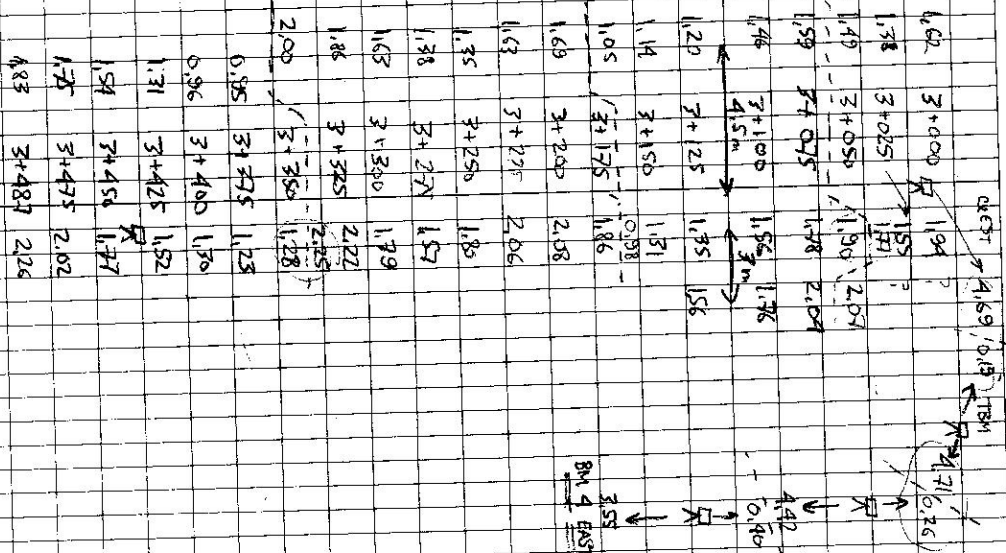 CREST 4,69/0,15 TBM
4,71/0,26
1,62 3+000 1,94 ?
1,38 3+025 1,55 ?
1,71
1,49 3+050 1,90 2,07
1,59 3+075 1,78 2,04
4,42
1,46 3+100 1,56 1,76 0,40
4,5m 3m
1,20 3+125 1,35 1,56
1,14 3+150 1,31
0,98
1,05 3+175 1,86 3,55
BM 4 EAST
1,69 3+200 2,08
1,63 3+225 2,06
1,35 3+250 1,80
1,38 3+27 1,57
1,63 3+300 1,79
1,86 3+325 2,22
2,25
2,00 3+350 1,28
0,95 3+375 1,23
0,96 3+400 1,30
1,31 3+425 1,52
1,54 3+450 1,77
1,75 3+475 2,02
1,83 3+487 2,26